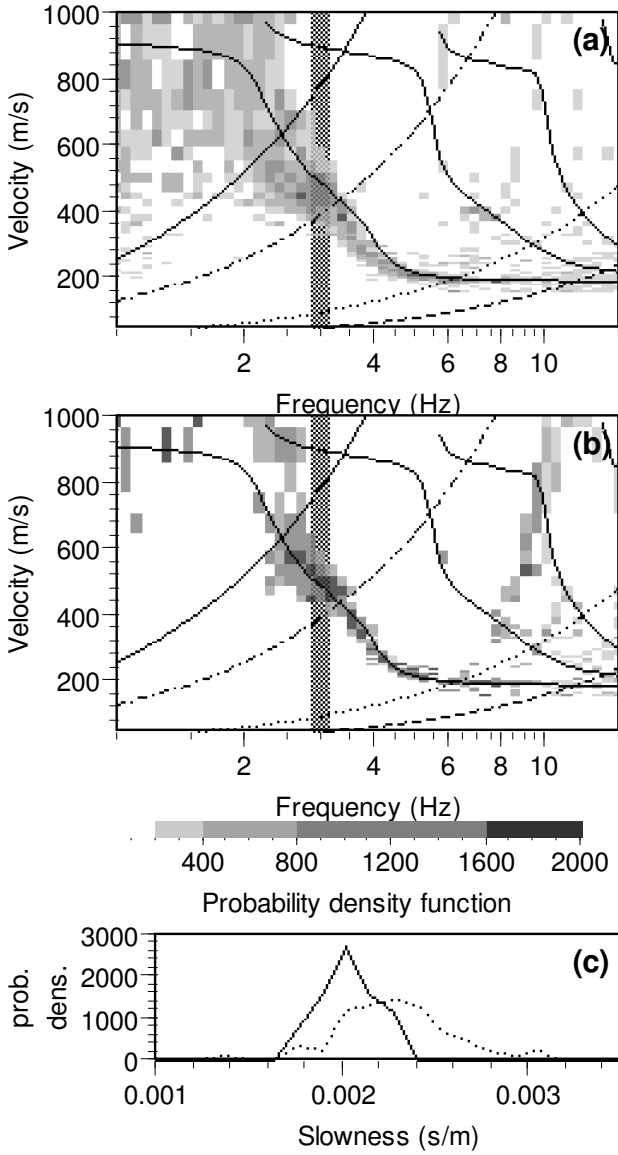 1000
800
600
400
200
Velocity (m/s)
(a)
2
4
6
8
10
Frequency (Hz)
1000
800
600
400
200
Velocity (m/s)
(b)
2
4
6
8
10
Frequency (Hz)
400
800
1200
1600
2000
Probability density function
3000
2000
1000
0
prob.
dens.
(c)
0.001
0.002
0.003
Slowness (s/m)